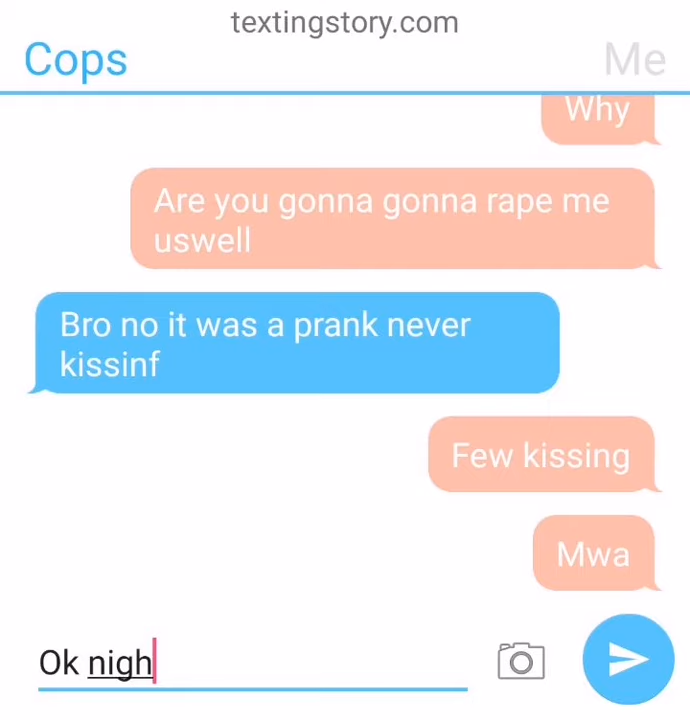 textingstory.com
Cops
Me
Why
Are you gonna gonna rape me
uswell
Bro no it was a prank never
kissinf
Few kissing
Mwa
Ok nigh